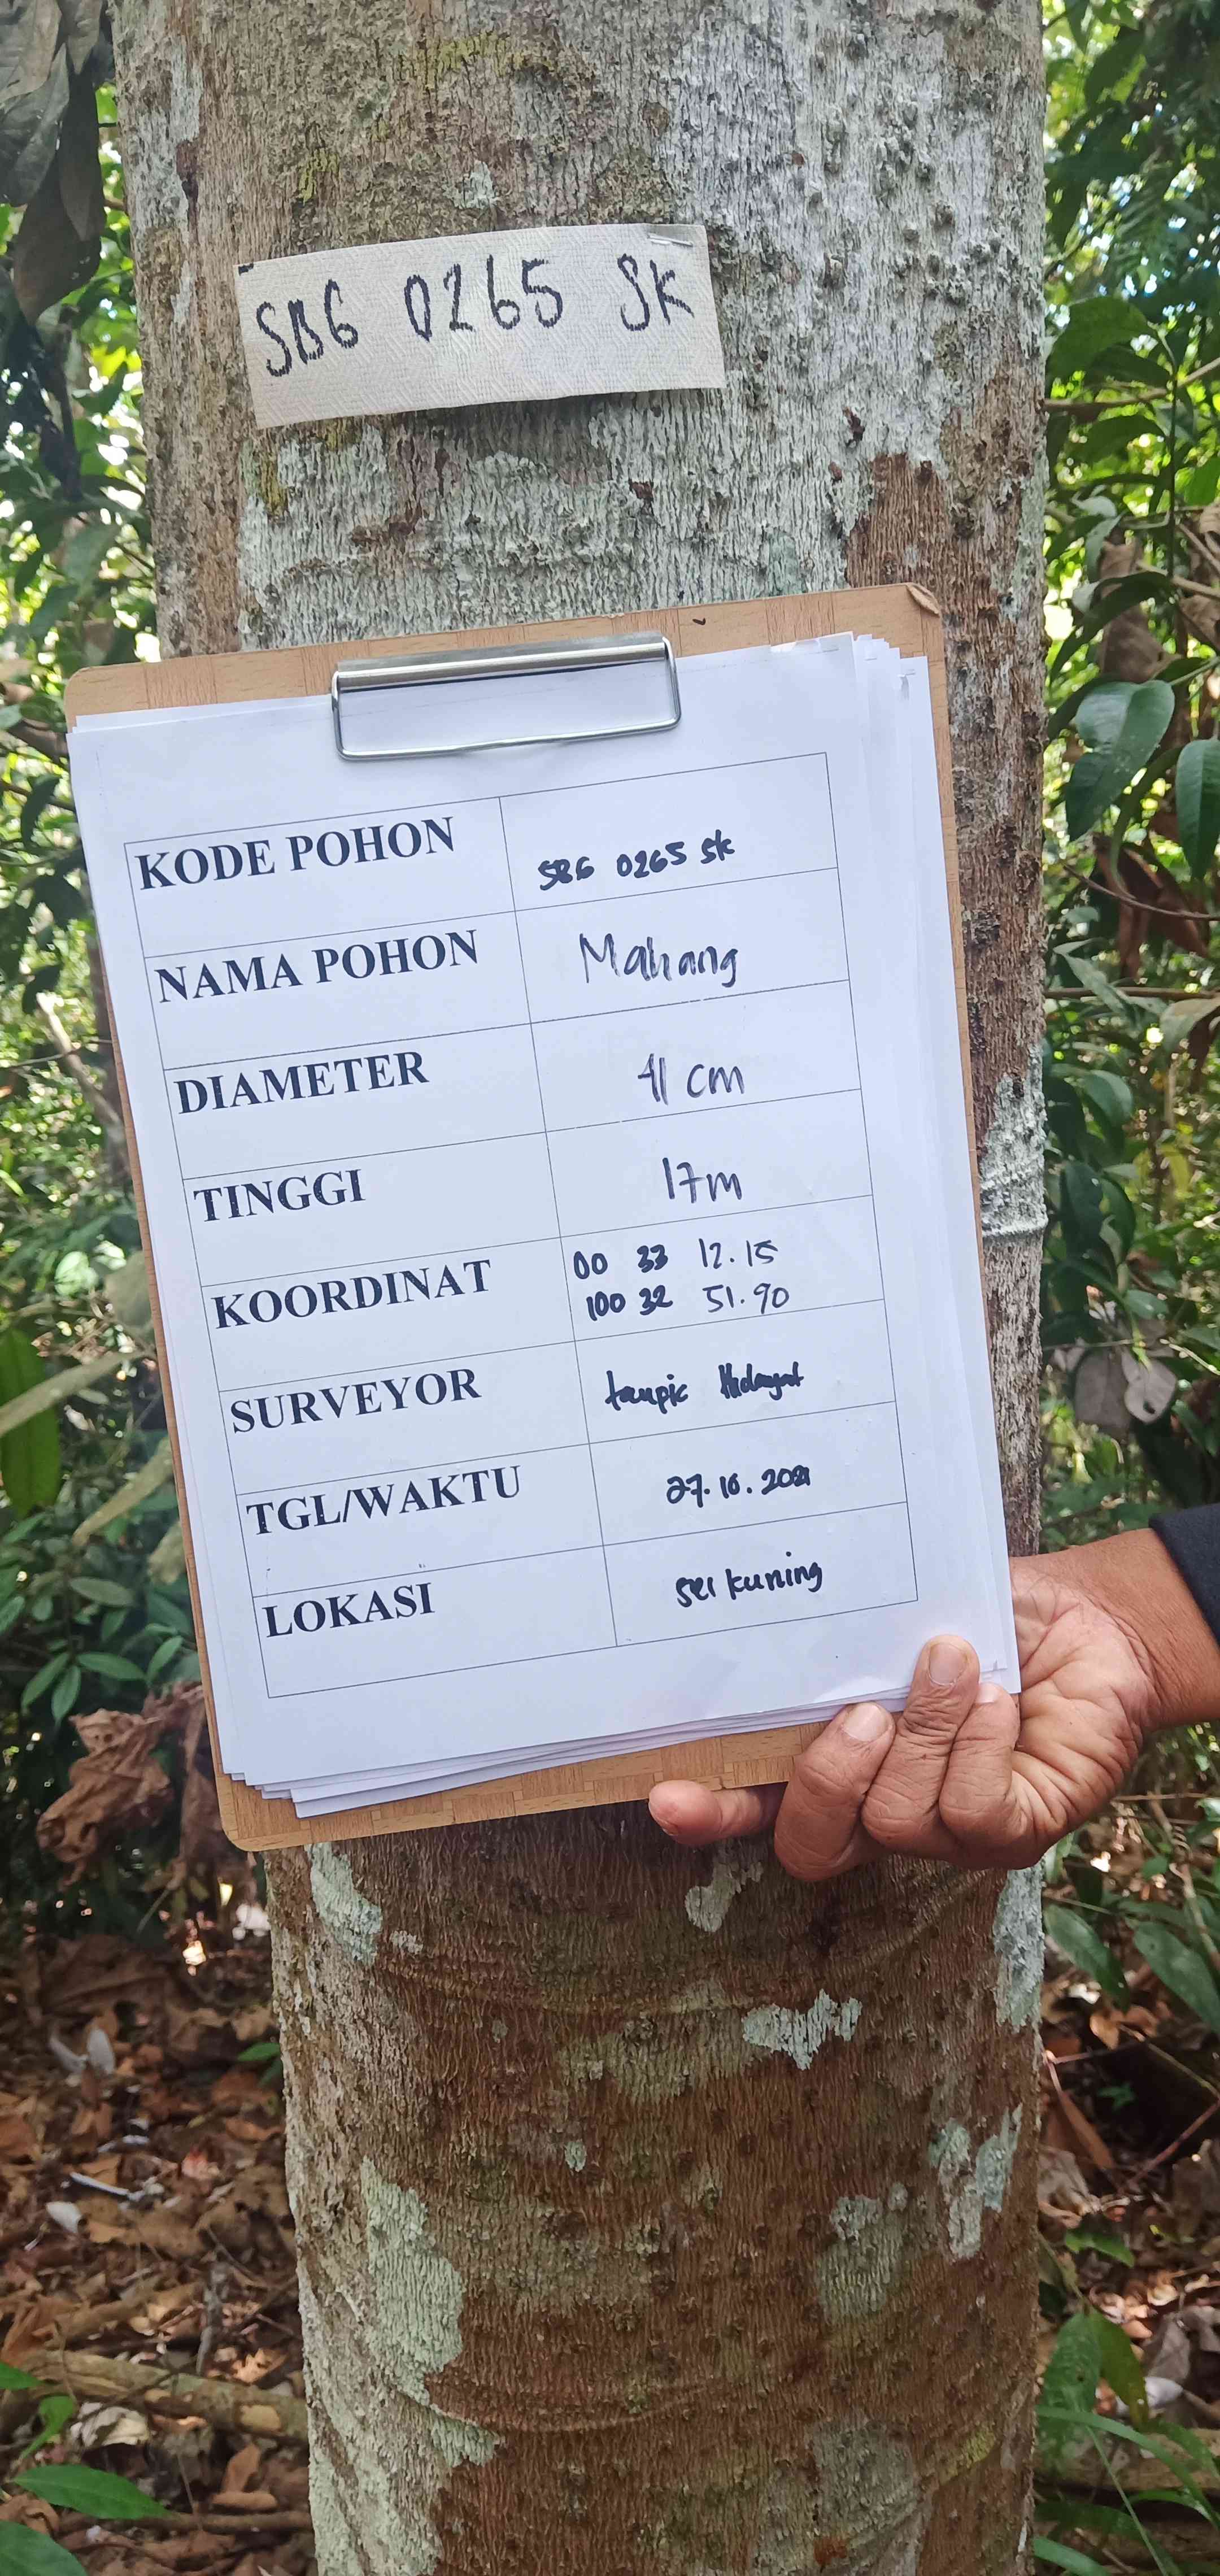 SBG 0265 SK
KODE POHON SBG 0265 SK
NAMA POHON Mahang
DIAMETER 41 cm
TINGGI 17m
KOORDINAT 00 33 12.15
100 32 51.90
SURVEYOR taupic Hidayat
TGL/WAKTU 27.10.2021
LOKASI sei kuning